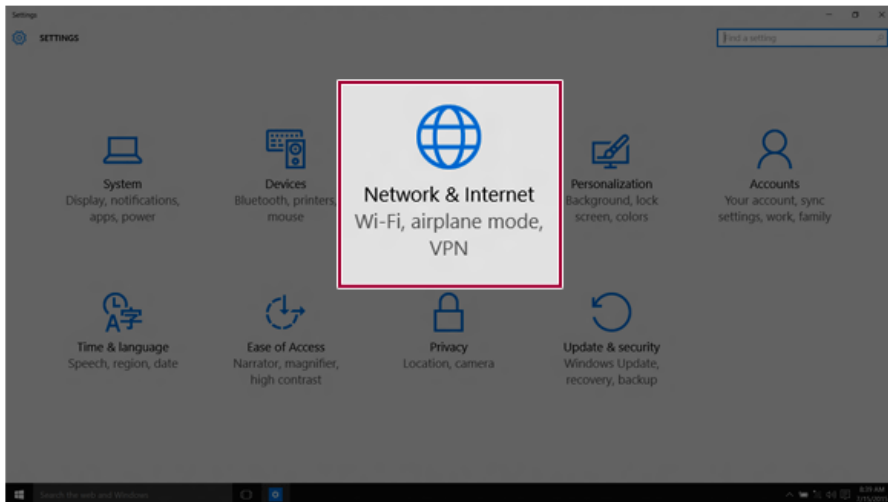 Settings
SETTINGS
Find a setting
System
Display, notifications,
apps, power
Devices
Bluetooth, printers,
mouse
Network & Internet
Wi-Fi, airplane mode,
VPN
Personalization
Background, lock
screen, colors
Accounts
Your account, sync
settings, work, family
Time & language
Speech, region, date
Ease of Access
Narrator, magnifier,
high contrast
Privacy
Location, camera
Update & security
Windows Update,
recovery, backup
Search the web and Windows
8:39 AM